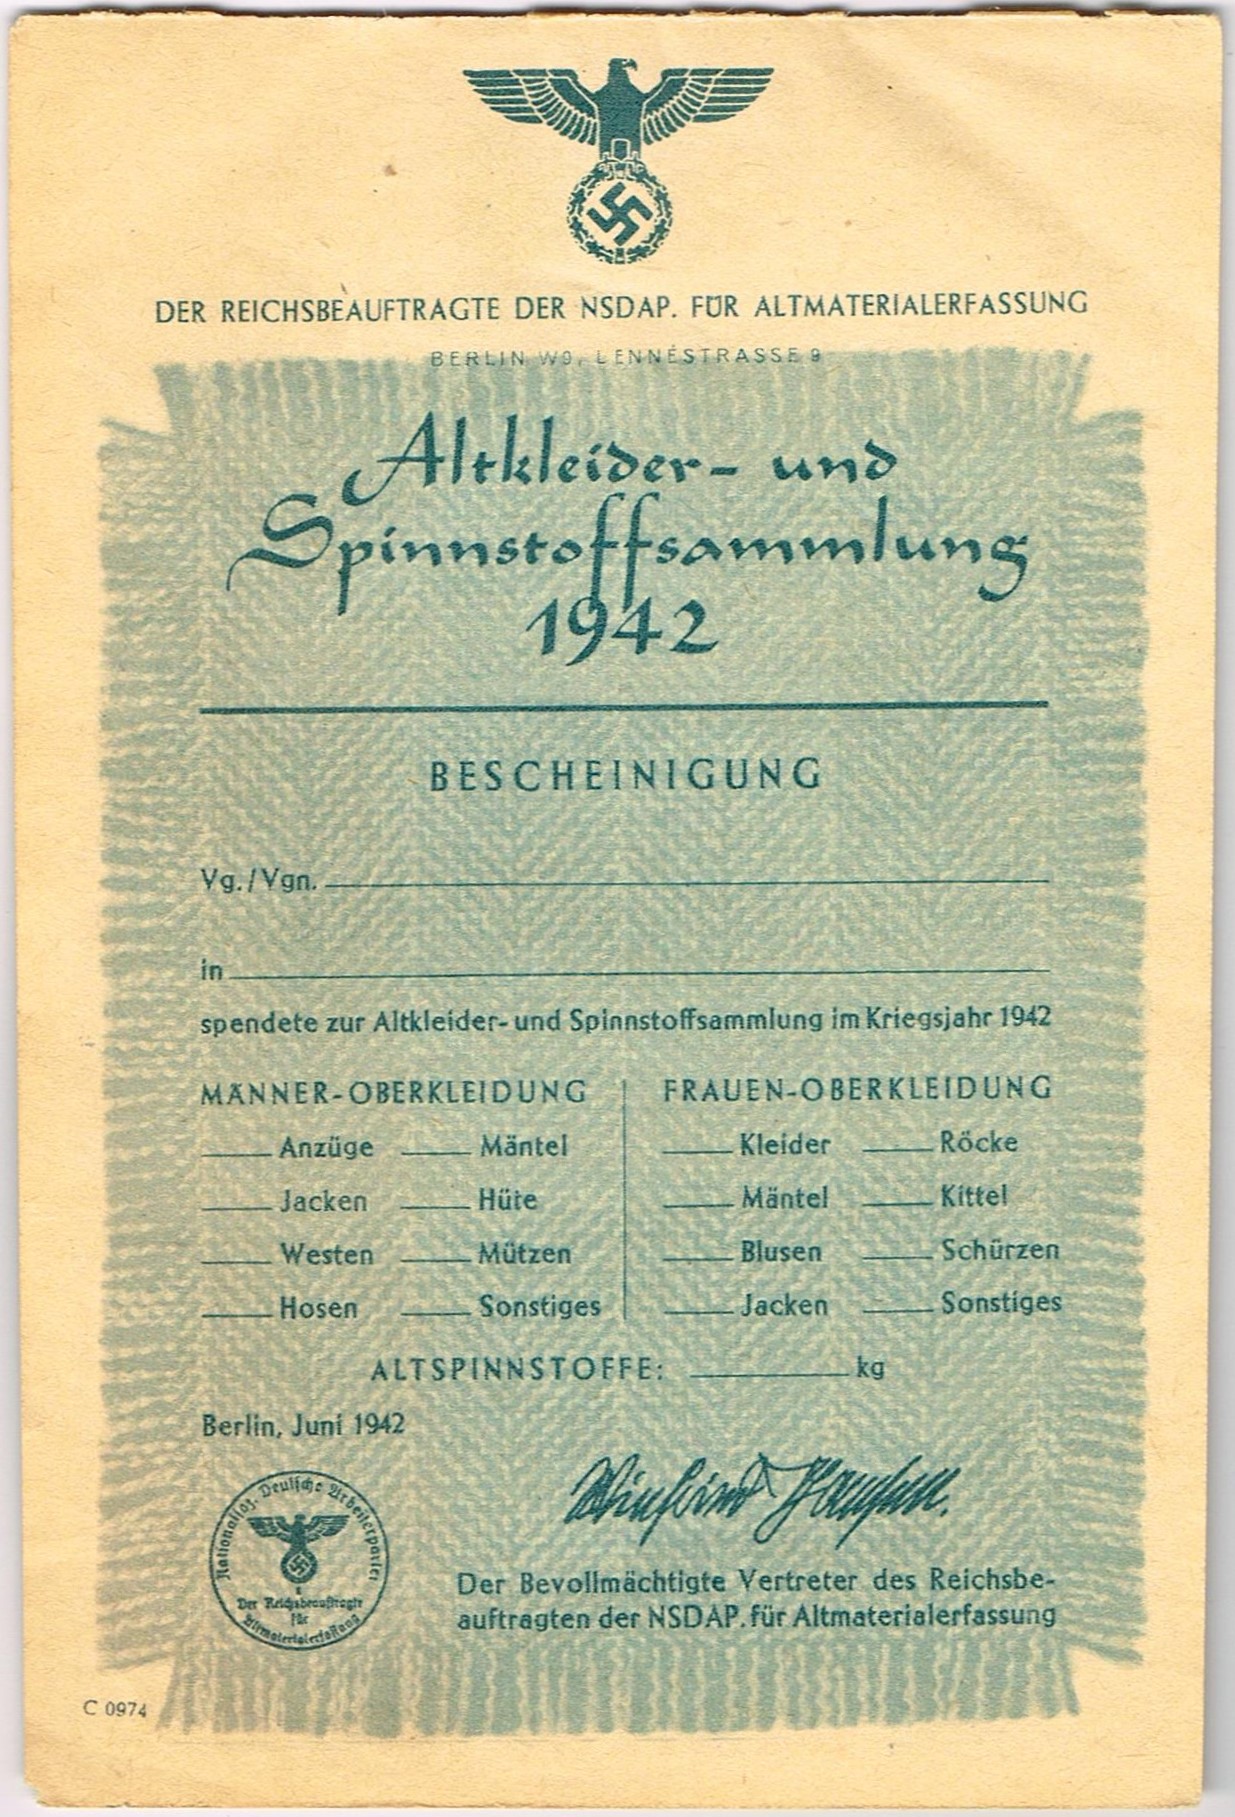 DER REICHSBEAUFTRAGTE DER NSDAP. FÜR ALTMATERIALERFASSUNG
BERLIN W9, LENNÉSTRASSE 9
Altkleider- und
Spinnstoffsammlung
1942
BESCHEINIGUNG
Vg./Vgn.
in
spendete zur Altkleider- und Spinnstoffsammlung im Kriegsjahr 1942
MÄNNER-OBERKLEIDUNG FRAUEN-OBERKLEIDUNG
Anzüge Mäntel Kleider Röcke
Jacken Hüte Mäntel Kittel
Westen Mützen Blusen Schürzen
Hosen Sonstiges Jacken Sonstiges
ALTSPINNSTOFFE: kg
Berlin, Juni 1942
Nationalsoz. Deutsche Arbeiterpartei
Der Reichsbeauftragte
für
Altmaterialerfassung
Der Bevollmächtigte Vertreter des Reichsbe-
auftragten der NSDAP. für Altmaterialerfassung
C 0974